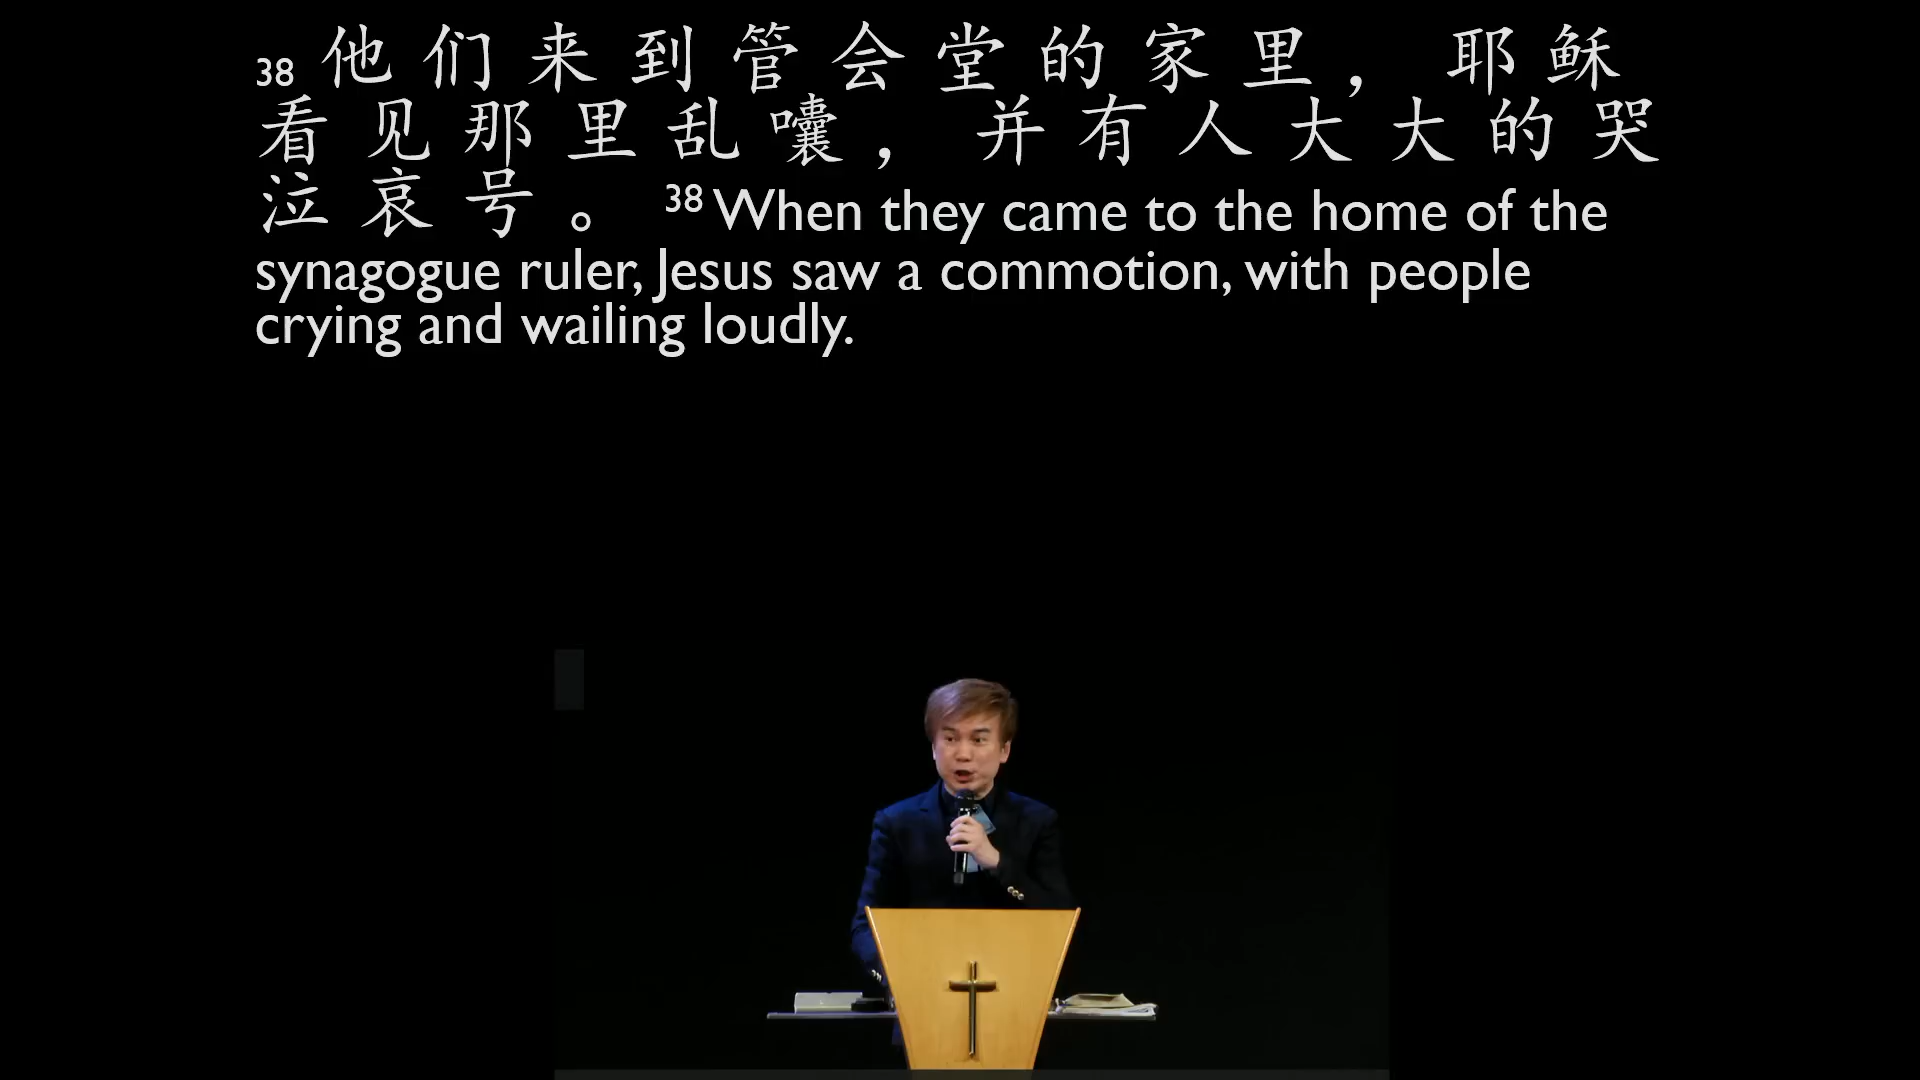 38 他们来到管会堂的家里，耶稣
看见那里乱嚷，并有人大大的哭
泣哀号。 38 When they came to the home of the
synagogue ruler, Jesus saw a commotion, with people
crying and wailing loudly.